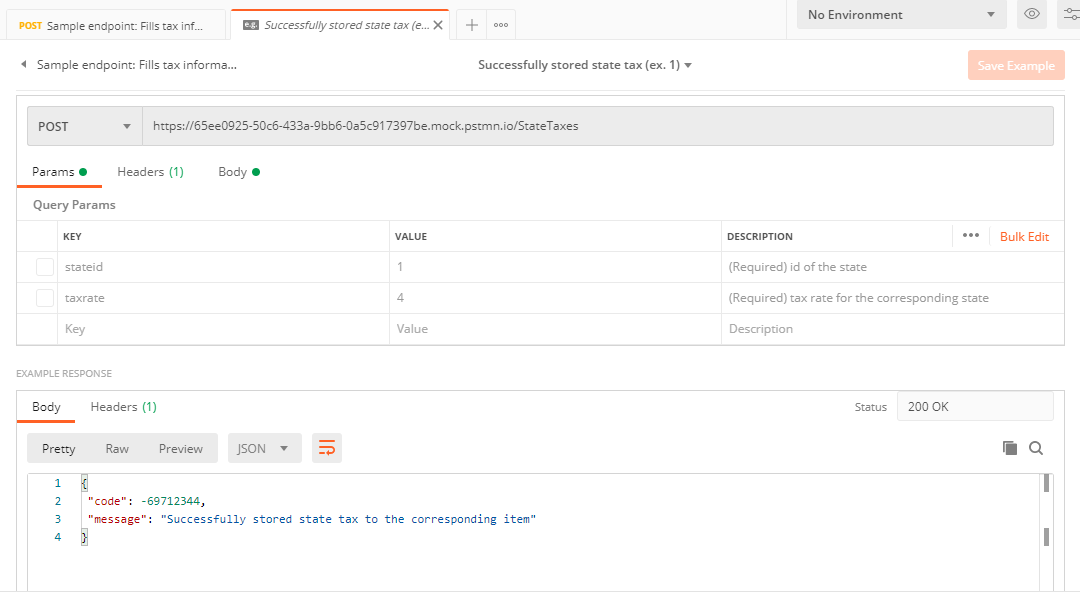 POST Sample endpoint: Fills tax inf...
e.g. Successfully stored state tax (e...
No Environment
Sample endpoint: Fills tax informa...
Successfully stored state tax (ex. 1)
Save Example
POST
https://65ee0925-50c6-433a-9bb6-0a5c917397be.mock.pstmn.io/StateTaxes
Params
Headers (1)
Body
Query Params
KEY VALUE DESCRIPTION Bulk Edit
stateid 1 (Required) id of the state
taxrate 4 (Required) tax rate for the corresponding state
Key Value Description
EXAMPLE RESPONSE
Body Headers (1) Status 200 OK
Pretty Raw Preview JSON
1 {
2 "code": -69712344,
3 "message": "Successfully stored state tax to the corresponding item"
4 }